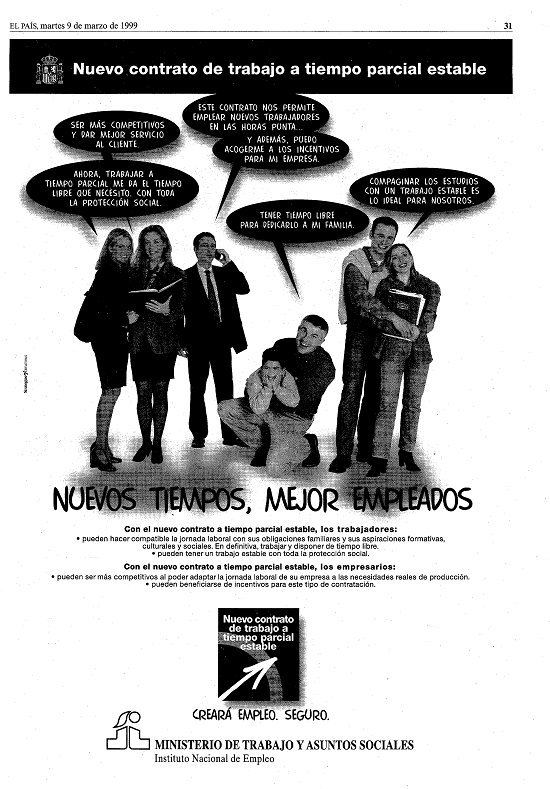 EL PAÍS, martes 9 de marzo de 1999
31
Nuevo contrato de trabajo a tiempo parcial estable
ESTE CONTRATO NOS PERMITE
EMPLEAR NUEVOS TRABAJADORES
EN LAS HORAS PUNTA...
SER MÁS COMPETITIVOS
Y DAR MEJOR SERVICIO
AL CLIENTE.
Y ADEMÁS, PUEDO
ACOGERME A LOS INCENTIVOS
PARA MI EMPRESA.
AHORA, TRABAJAR A
TIEMPO PARCIAL ME DA EL TIEMPO
LIBRE QUE NECESITO. CON TODA
LA PROTECCIÓN SOCIAL.
COMPAGINAR LOS ESTUDIOS
CON UN TRABAJO ESTABLE ES
LO IDEAL PARA NOSOTROS.
TENER TIEMPO LIBRE
PARA DEDICARLO A MI FAMILIA.
NUEVOS TIEMPOS, MEJOR EMPLEADOS
Con el nuevo contrato a tiempo parcial estable, los trabajadores:
• pueden hacer compatible la jornada laboral con sus obligaciones familiares y sus aspiraciones formativas,
culturales y sociales. En definitiva, trabajar y disponer de tiempo libre.
• pueden tener un trabajo estable con toda la protección social.
Con el nuevo contrato a tiempo parcial estable, los empresarios:
• pueden ser más competitivos al poder adaptar la jornada laboral de su empresa a las necesidades reales de producción.
• pueden beneficiarse de incentivos para este tipo de contratación.
Nuevo contrato
de trabajo a
tiempo parcial
estable
CREARÁ EMPLEO. SEGURO.
MINISTERIO DE TRABAJO Y ASUNTOS SOCIALES
Instituto Nacional de Empleo